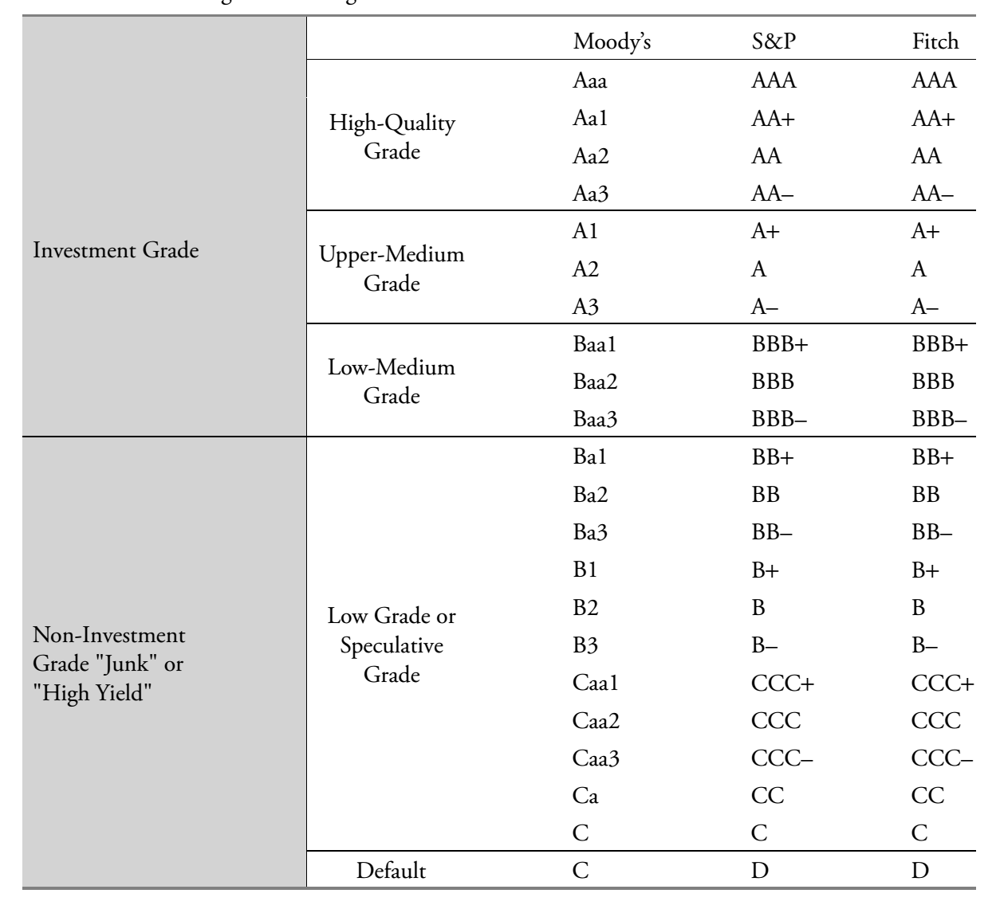 Moody’s S&P Fitch
Investment Grade
High-Quality
Grade
Aaa AAA AAA
Aa1 AA+ AA+
Aa2 AA AA
Aa3 AA– AA–
Upper-Medium
Grade
A1 A+ A+
A2 A A
A3 A– A–
Low-Medium
Grade
Baa1 BBB+ BBB+
Baa2 BBB BBB
Baa3 BBB– BBB–
Non-Investment
Grade "Junk" or
"High Yield"
Low Grade or
Speculative
Grade
Ba1 BB+ BB+
Ba2 BB BB
Ba3 BB– BB–
B1 B+ B+
B2 B B
B3 B– B–
Caa1 CCC+ CCC+
Caa2 CCC CCC
Caa3 CCC– CCC–
Ca CC CC
C C C
Default C D D